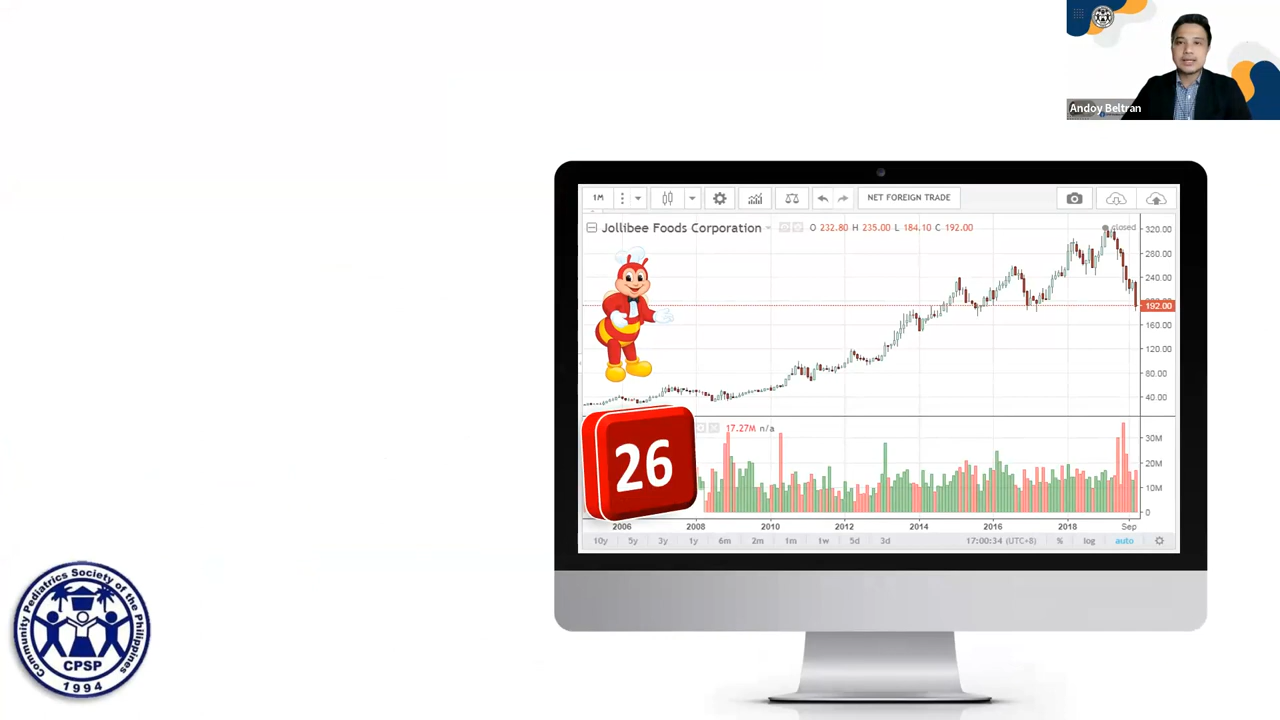 Andoy Beltran
1M NET FOREIGN TRADE
Jollibee Foods Corporation O 232.80 H 235.00 L 184.10 C 192.00
closed
320.00
280.00
240.00
192.00
160.00
120.00
80.00
40.00
17.27M n/a
26
30M
20M
10M
0
2006 2008 2010 2012 2014 2016 2018 Sep
10y 5y 3y 1y 6m 2m 1m 1w 5d 3d 17:00:34 (UTC+8) % log auto
Community Pediatrics Society of the Philippines
CPSP
1994